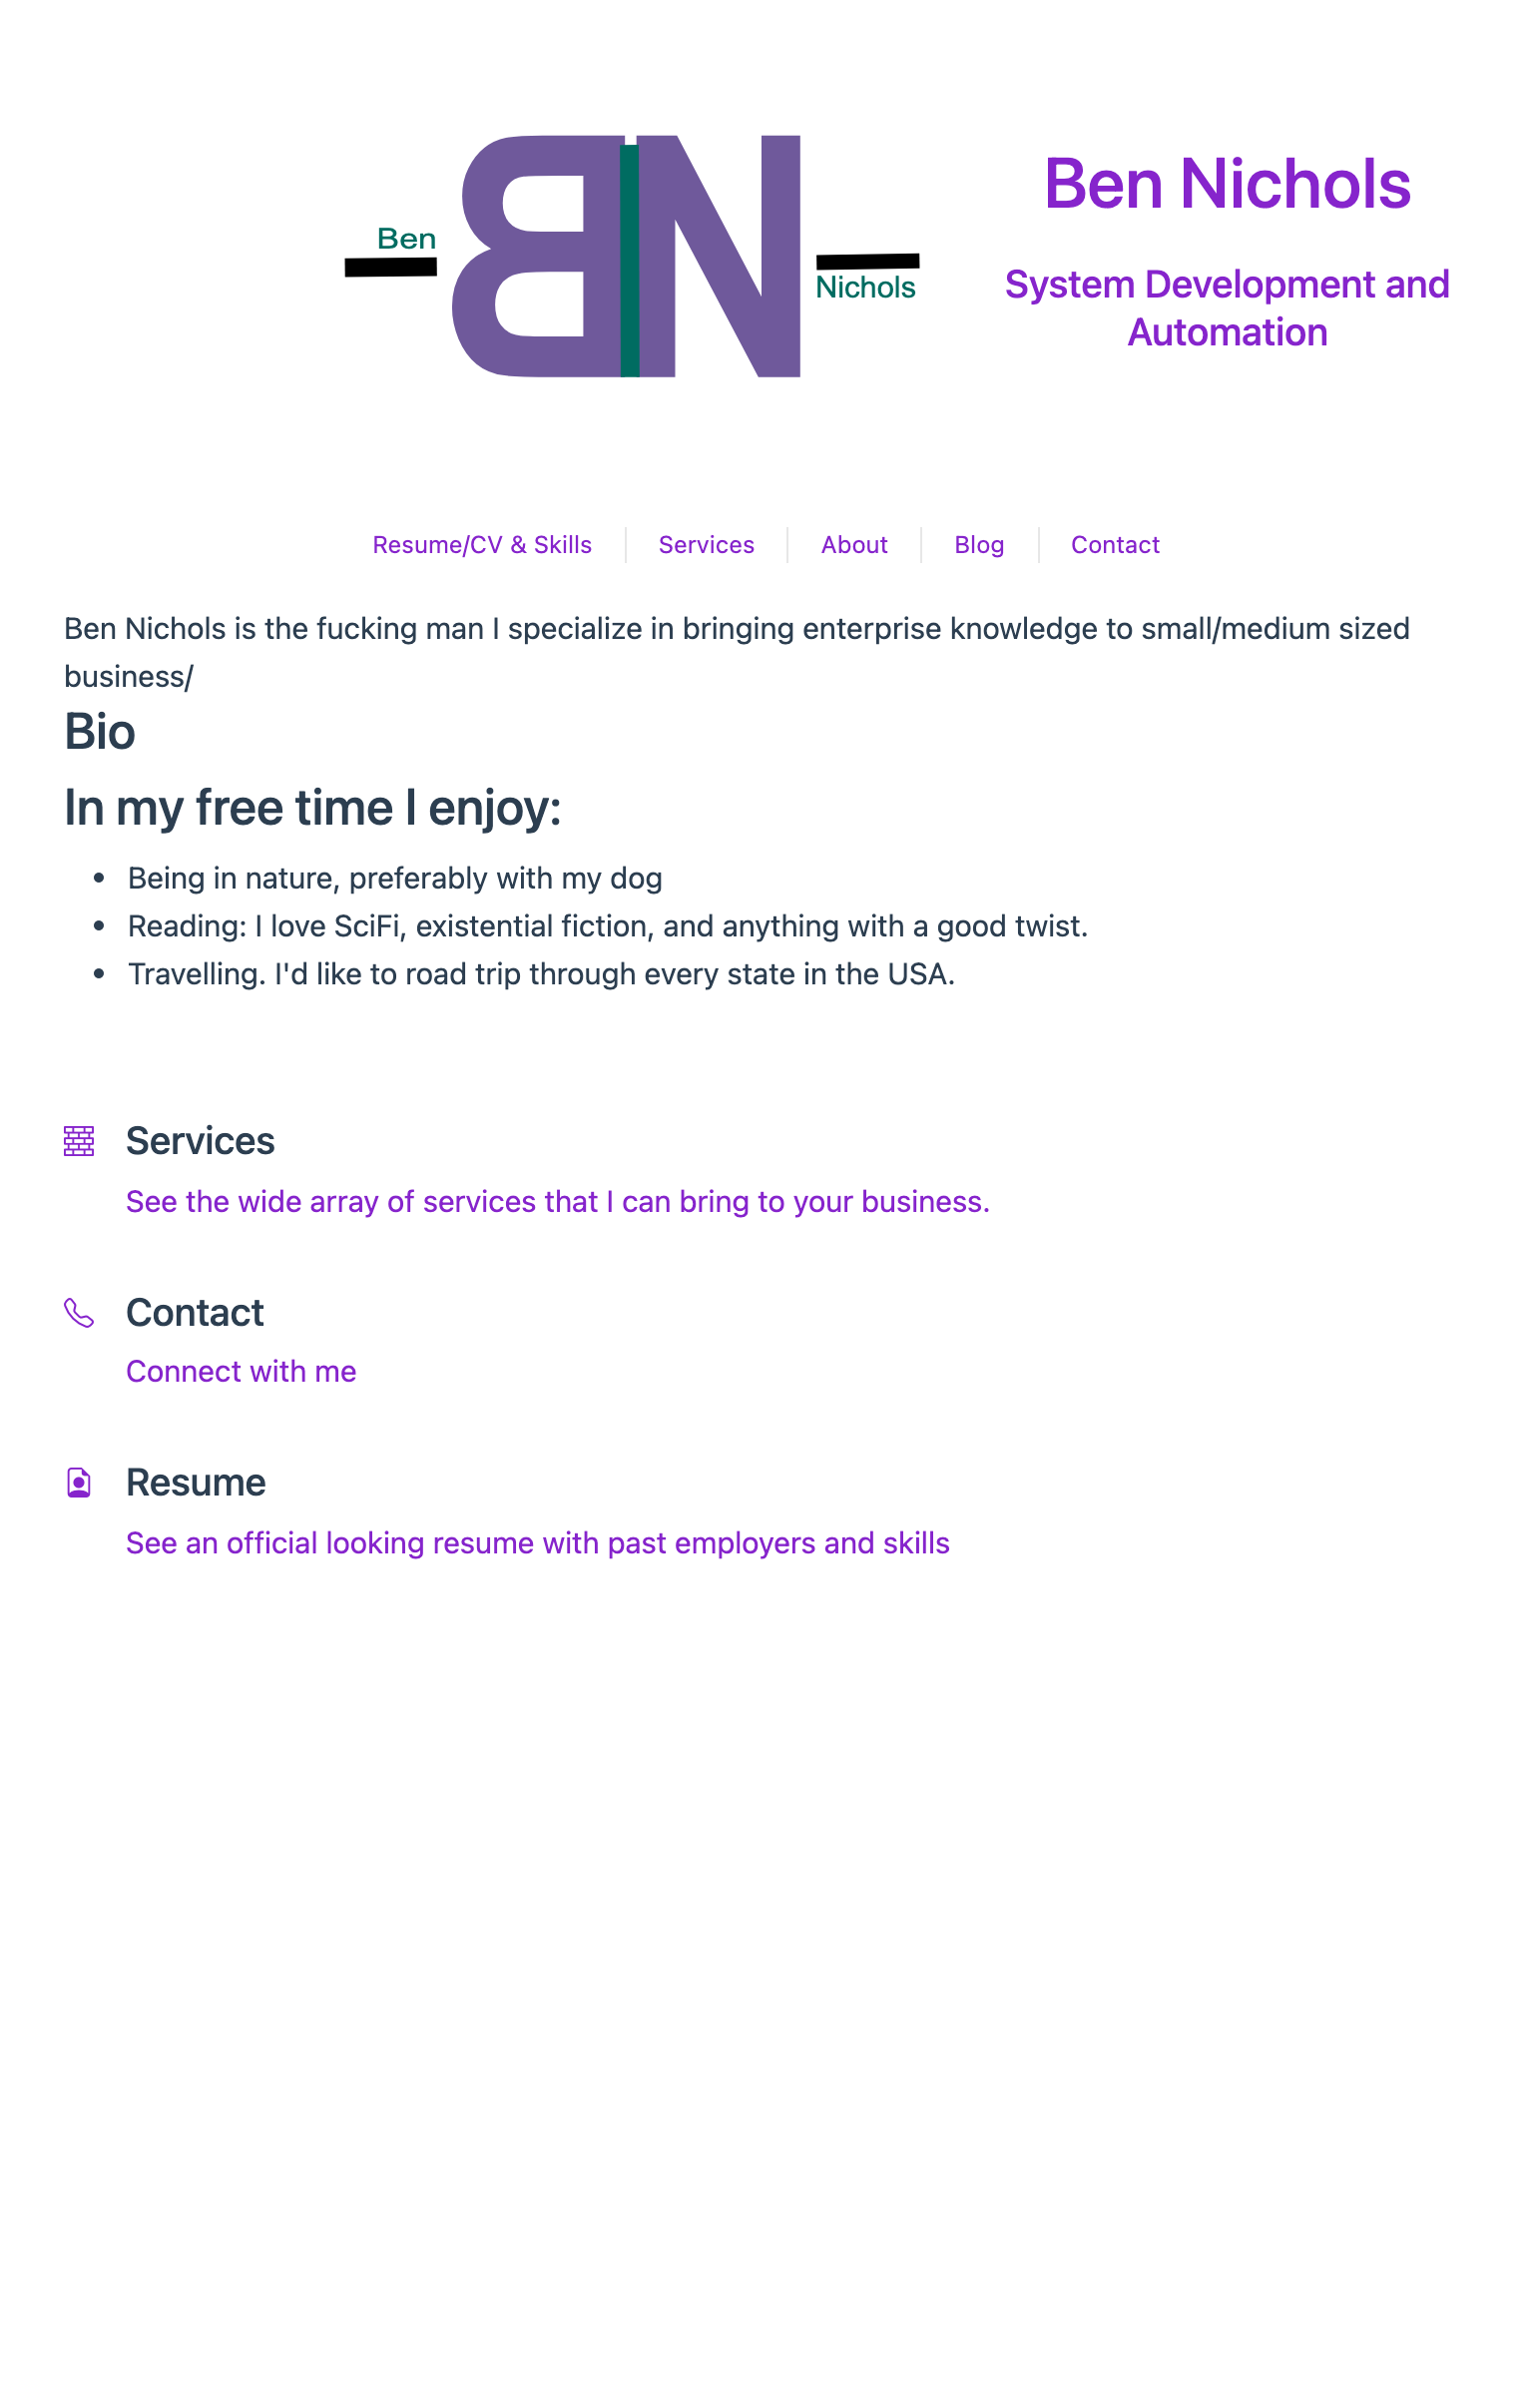 Ben
Nichols
BN
Ben Nichols
System Development and
Automation
Resume/CV & Skills
Services
About
Blog
Contact
Ben Nichols is the fucking man I specialize in bringing enterprise knowledge to small/medium sized
business/
Bio
In my free time I enjoy:
• Being in nature, preferably with my dog
• Reading: I love SciFi, existential fiction, and anything with a good twist.
• Travelling. I'd like to road trip through every state in the USA.
Services
See the wide array of services that I can bring to your business.
Contact
Connect with me
Resume
See an official looking resume with past employers and skills